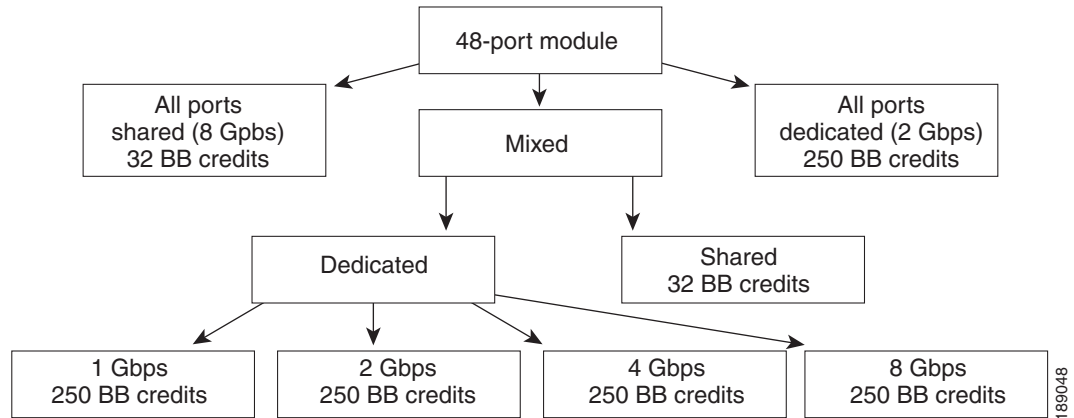 48-port module
All ports
shared (8 Gpbs)
32 BB credits
Mixed
All ports
dedicated (2 Gbps)
250 BB credits
Dedicated
Shared
32 BB credits
1 Gbps
250 BB credits
2 Gbps
250 BB credits
4 Gbps
250 BB credits
8 Gbps
250 BB credits
189048